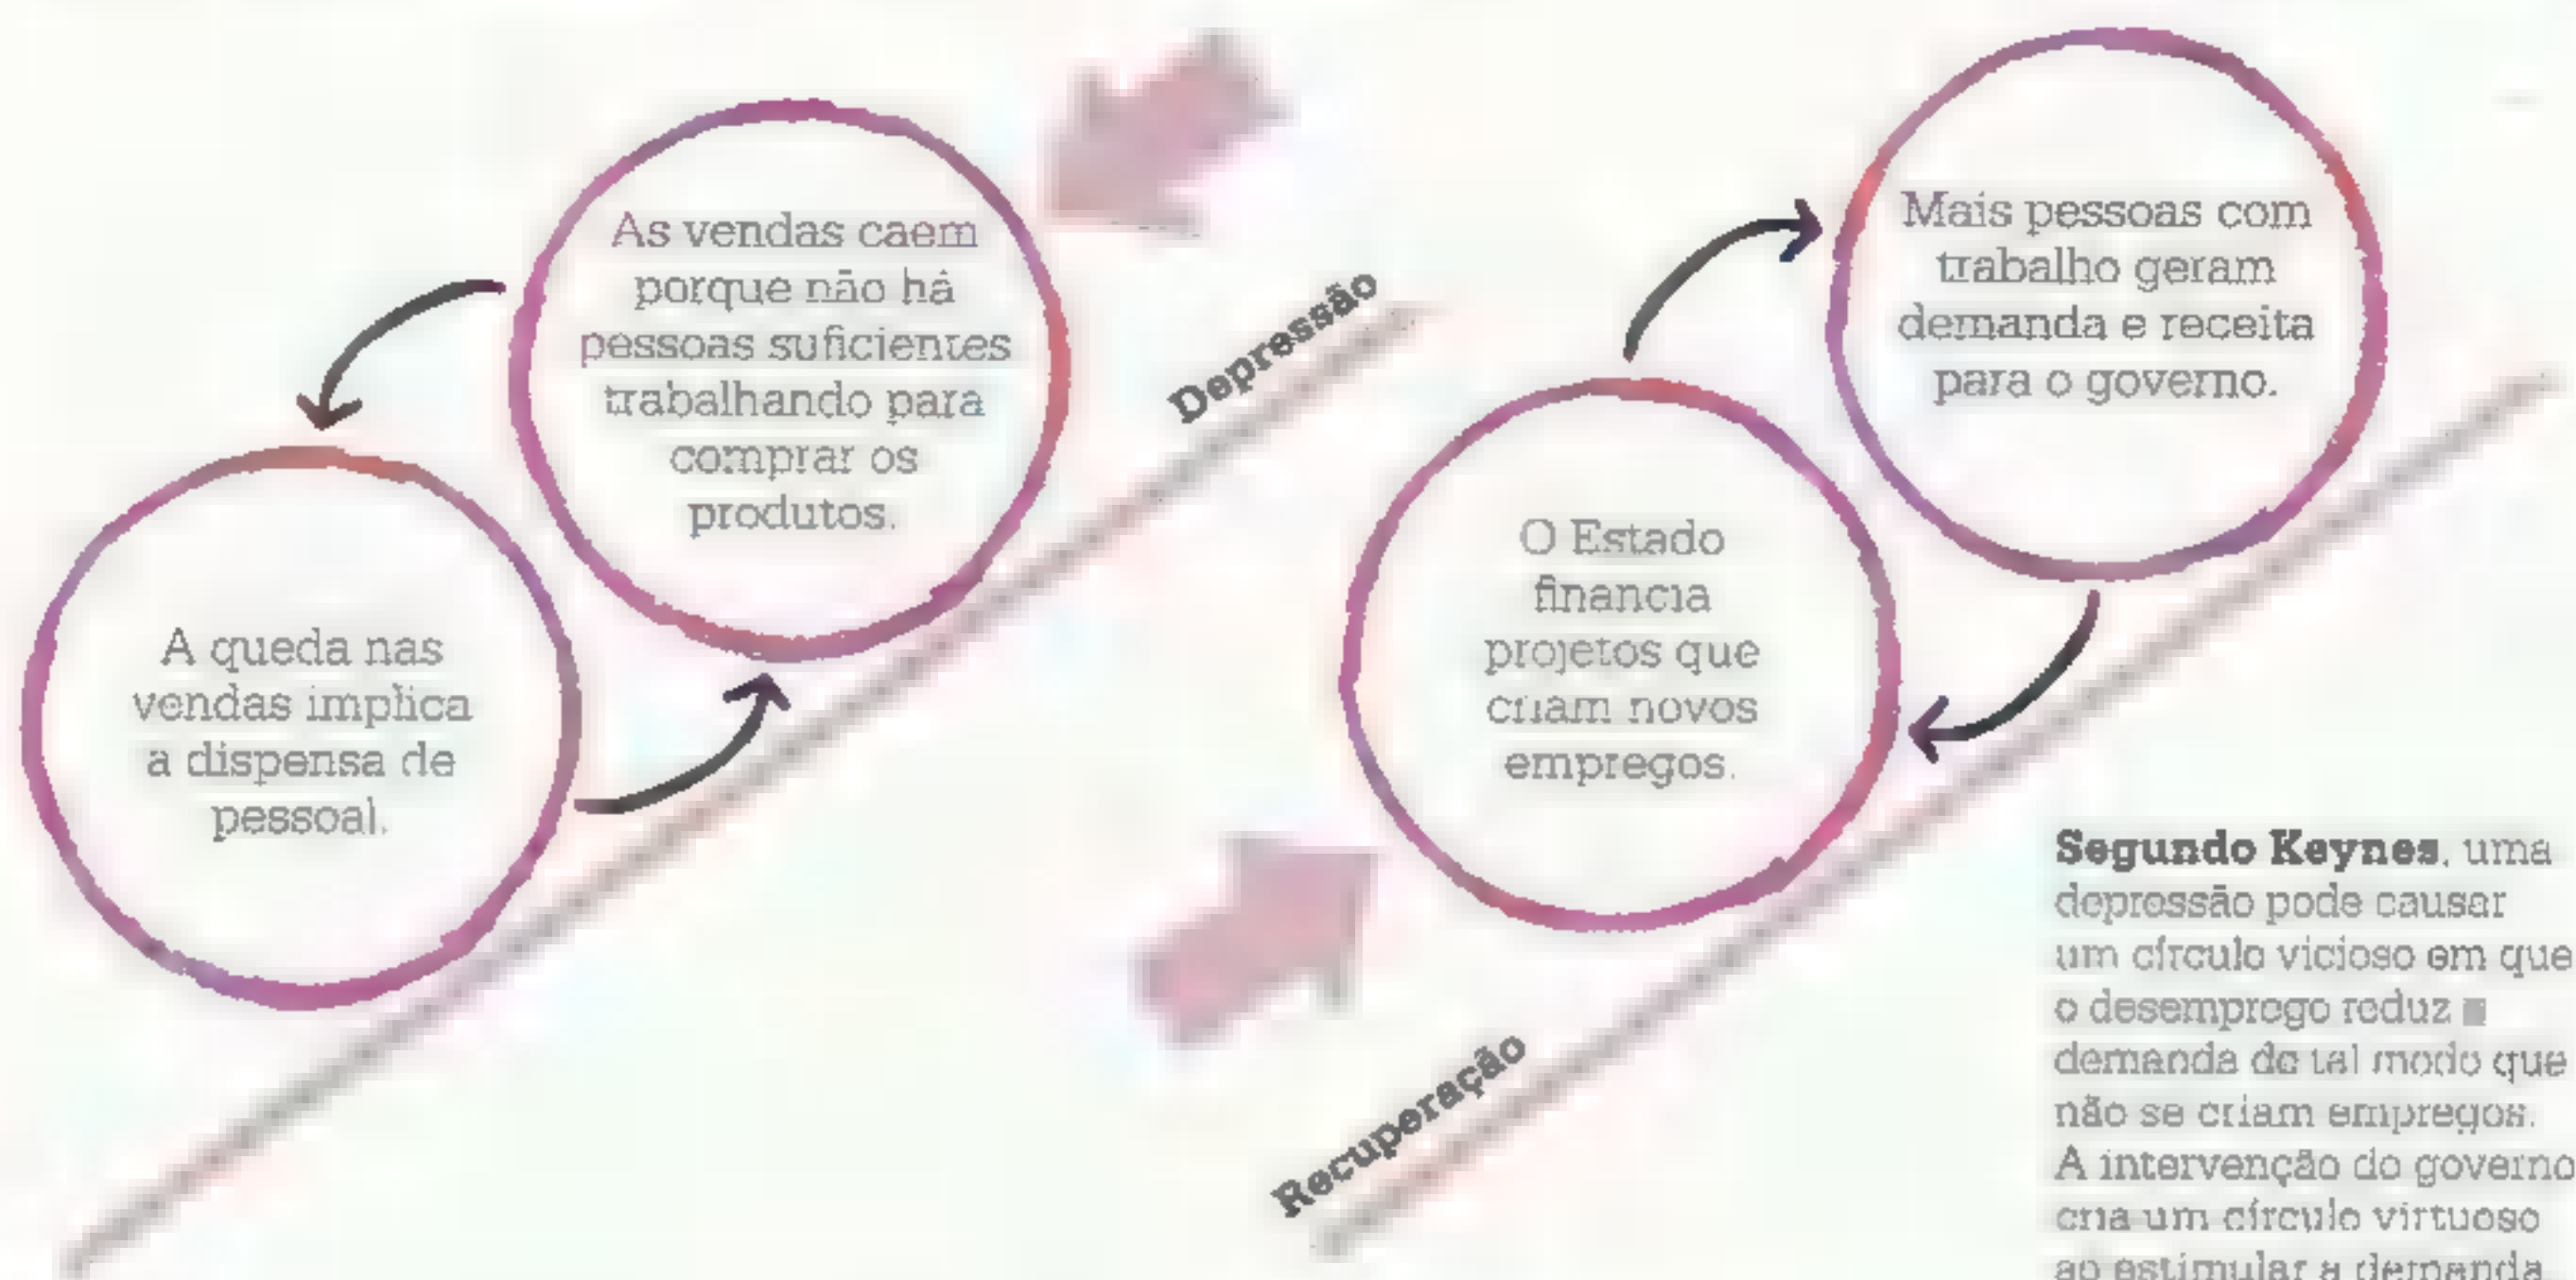 As vendas caem
porque não há
pessoas suficientes
trabalhando para
comprar os
produtos.
A queda nas
vendas implica
a dispensa de
pessoal.
Depressão
Mais pessoas com
trabalho geram
demanda e receita
para o governo.
O Estado
financia
projetos que
criam novos
empregos.
Recuperação
Segundo Keynes, uma
depressão pode causar
um círculo vicioso em que
o desemprego reduz
demanda de tal modo que
não se criam empregos.
A intervenção do governo
cria um círculo virtuoso
ao estimular a demanda